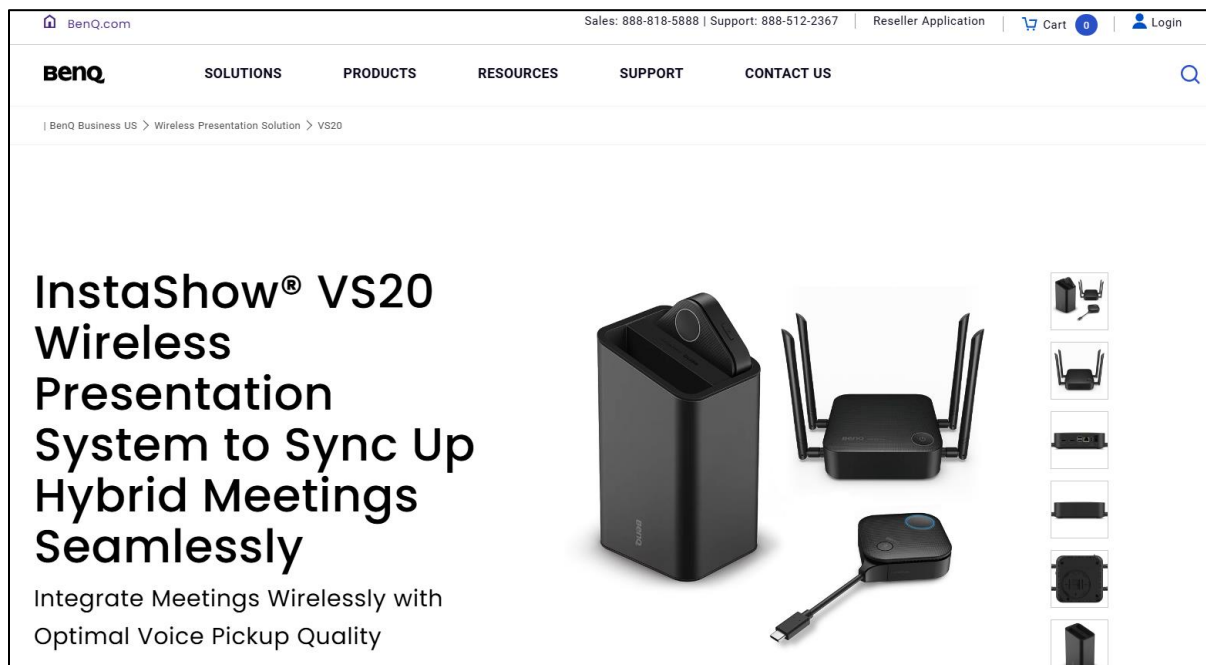 BenQ.com
Sales: 888-818-5888 | Support: 888-512-2367
Reseller Application
Cart 0
Login
BenQ
SOLUTIONS PRODUCTS RESOURCES SUPPORT CONTACT US
| BenQ Business US > Wireless Presentation Solution > VS20
InstaShow® VS20
Wireless
Presentation
System to Sync Up
Hybrid Meetings
Seamlessly
Integrate Meetings Wirelessly with
Optimal Voice Pickup Quality
BenQ
BenQ